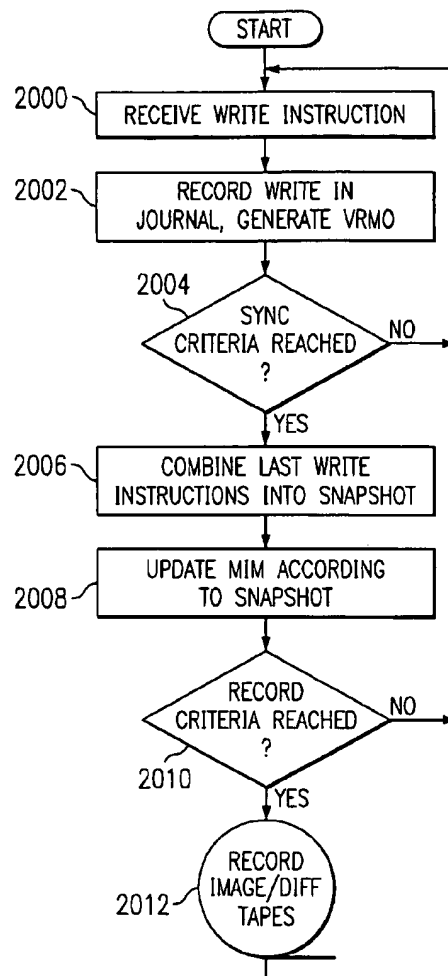 START
2000
RECEIVE WRITE INSTRUCTION
2002
RECORD WRITE IN
JOURNAL, GENERATE VRMO
2004
SYNC
CRITERIA REACHED
?
NO
YES
2006
COMBINE LAST WRITE
INSTRUCTIONS INTO SNAPSHOT
2008
UPDATE MIM ACCORDING
TO SNAPSHOT
RECORD
CRITERIA REACHED
?
NO
2010
YES
RECORD
IMAGE/DIFF
TAPES
2012